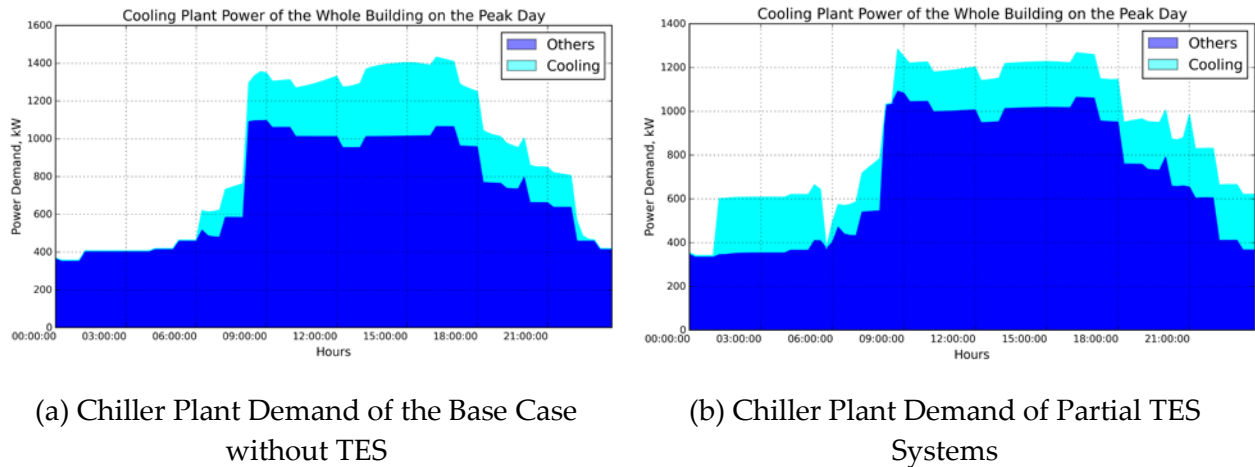 Cooling Plant Power of the Whole Building on the Peak Day
1600
1400
1200
1000
800
600
400
200
0
Power Demand, kW
Others
Cooling
00:00:00 03:00:00 06:00:00 09:00:00 12:00:00 15:00:00 18:00:00 21:00:00
Hours
(a) Chiller Plant Demand of the Base Case
without TES
Cooling Plant Power of the Whole Building on the Peak Day
1400
1200
1000
800
600
400
200
0
Power Demand, kW
Others
Cooling
00:00:00 03:00:00 06:00:00 09:00:00 12:00:00 15:00:00 18:00:00 21:00:00
Hours
(b) Chiller Plant Demand of Partial TES
Systems